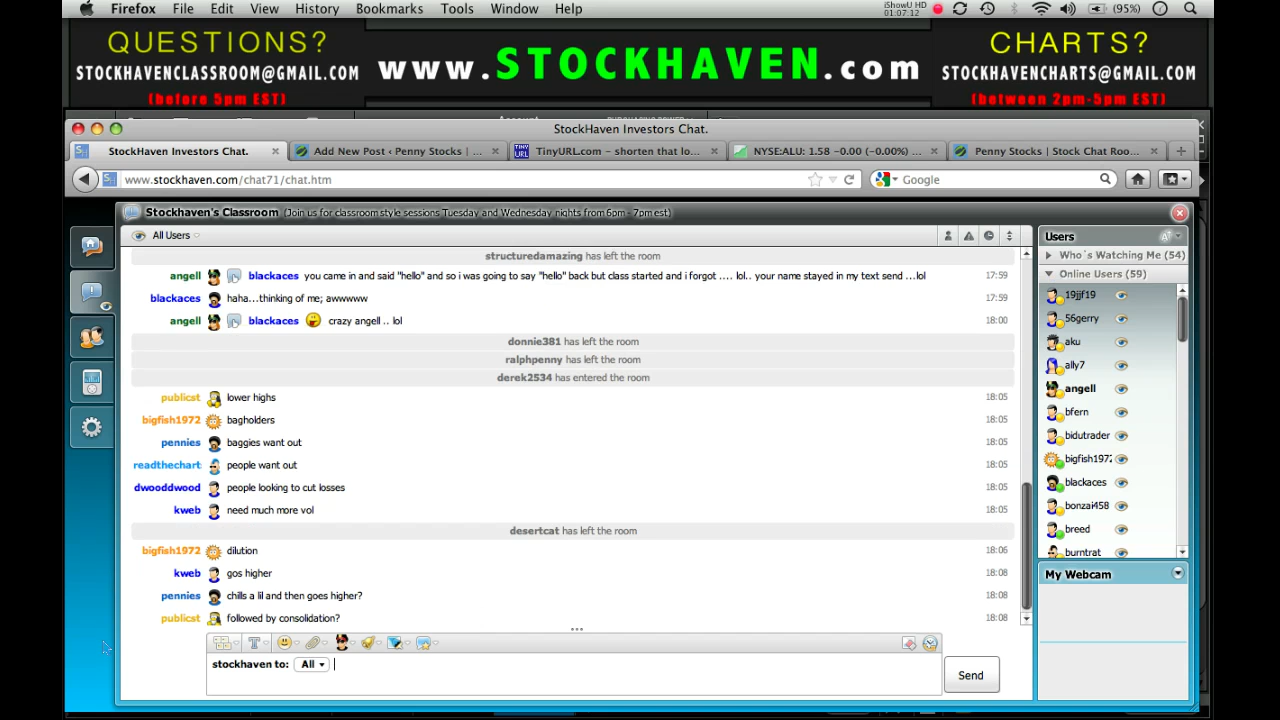 Firefox File Edit View History Bookmarks Tools Window Help
iShowU HD
01:07.12
(95%)
QUESTIONS?
STOCKHAVENCLASSROOM@GMAIL.COM
(before 5pm EST)
www.STOCKHAVEN.com
CHARTS?
STOCKHAVENCHARTS@GMAIL.COM
(between 2pm-5pm EST)
StockHaven Investors Chat.
StockHaven Investors Chat.
Add New Post ‹ Penny Stocks | ...
TINY URL
TinyURL.com – shorten that lo...
NYSE:ALU: 1.58 -0.00 (-0.00%) ...
Penny Stocks | Stock Chat Roo...
www.stockhaven.com/chat71/chat.htm
Google
Stockhaven's Classroom (Join us for classroom style sessions Tuesday and Wednesday nights from 6pm - 7pm est)
All Users
structuredamazing has left the room
angell blackaces you came in and said "hello" and so i was going to say "hello" back but class started and i forgot .... lol.. your name stayed in my text send ...lol 17:59
blackaces haha...thinking of me; awwwww 17:59
angell blackaces crazy angell .. lol 18:00
donnie381 has left the room
ralphpenny has left the room
derek2534 has entered the room
publicst lower highs 18:05
bigfish1972 bagholders 18:05
pennies baggies want out 18:05
readthechart people want out 18:05
dwooddwood people looking to cut losses 18:05
kweb need much more vol 18:05
desertcat has left the room
bigfish1972 dilution 18:06
kweb gos higher 18:08
pennies chills a lil and then goes higher? 18:08
publicst followed by consolidation? 18:08
stockhaven to: All
Send
Users
Who's Watching Me (54)
Online Users (59)
19jjf19
56gerry
aku
ally7
angell
bfern
bidutrader
bigfish1972
blackaces
bonzai458
breed
burntrat
My Webcam